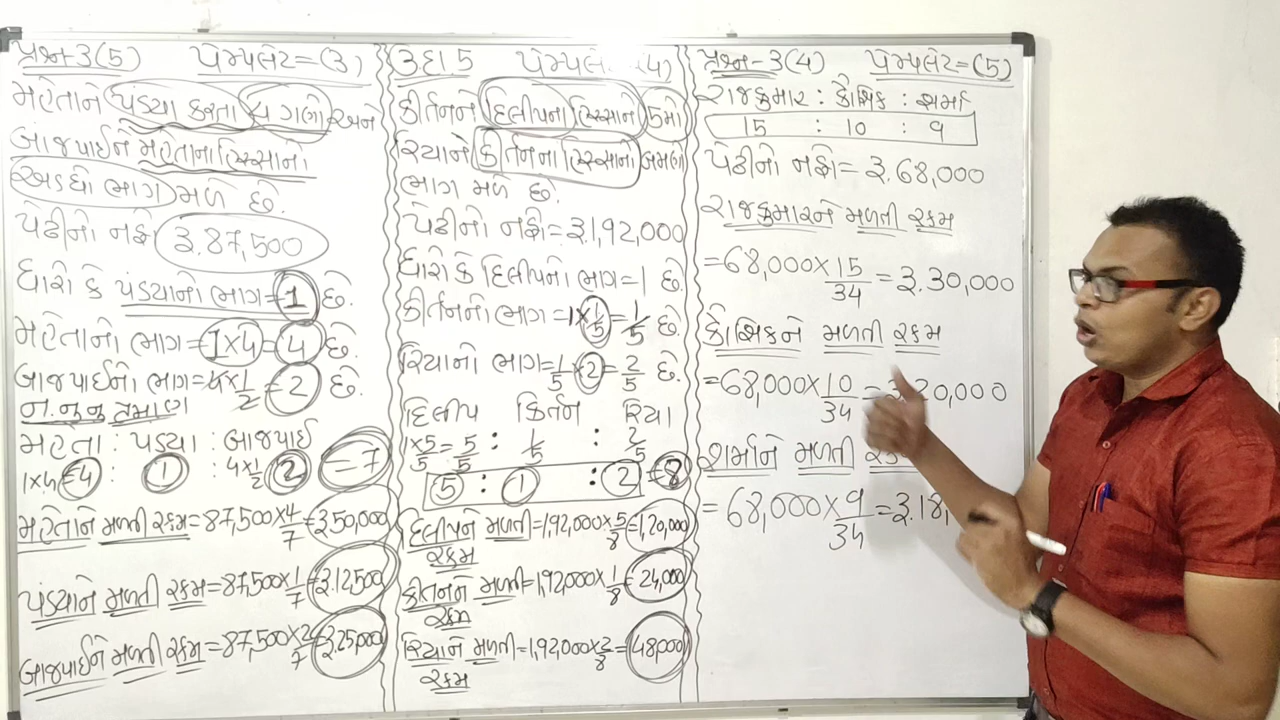 પ્રશ્ન-3(5) પેમ્પલેટ=(3)
મહેતાને પંડ્યા કરતા ૪ ગણો અને
બાજપાઈને મહેતાના હિસ્સાનો
અડધો ભાગ મળે છે.
પેઢીનો નફો રૂ.87,500
ધારો કે પંડ્યાનો ભાગ=1 છે.
મહેતાનો ભાગ=1×4=4 છે.
બાજપાઈનો ભાગ=4×1/2=2 છે.
ન.નુ.નુ પ્રમાણ
મહેતા : પંડ્યા : બાજપાઈ
1×4=4 : 1 : 4×1/2 2 =7
મહેતાને મળતી રકમ=87,500×4/7=રૂ.50,000
પંડ્યાને મળતી રકમ=87,500×1/7=રૂ.12,500
બાજપાઈને મળતી રકમ=87,500×2/7=રૂ.25,000
ઉદા.5 પેમ્પલે 4)
કીર્તનને દિલીપના હિસ્સાનો 5મો
રિયાને કી તનના હિસ્સાનો બમણો
ભાગ મળે છે.
પેઢીનો નફો=રૂ.1,92,000
ધારો કે દિલીપનો ભાગ=1 છે.
કીર્તનનો ભાગ=1×1/5=1/5 છે.
રિયાનો ભાગ=1/5×2=2/5 છે.
દિલીપ કિર્તન રિયા
1×5/5=5/5 : 1/5 : 2/5
5 : 1 : 2 =8
દિલીપને મળતી=1,92,000×5/8=1,20,000
રકમ
કીર્તનને મળતી=1,92,000×1/8=24,000
રકમ
રિયાને મળતી=1,92,000×2/8=48,000
રકમ
પ્રશ્ન-3(4) પેમ્પલેટ=(5)
રાજકુમાર : કૌશિક : શર્મા
15 : 10 : 9
પેઢીનો નફો=રૂ.68,000
રાજકુમારને મળતી રકમ
=68,000×15/34=રૂ.30,000
કૌશિકને મળતી રકમ
=68,000×10/34=રૂ.20,000
શર્માને મળતી રક
=68,000×9/34=રૂ.18,